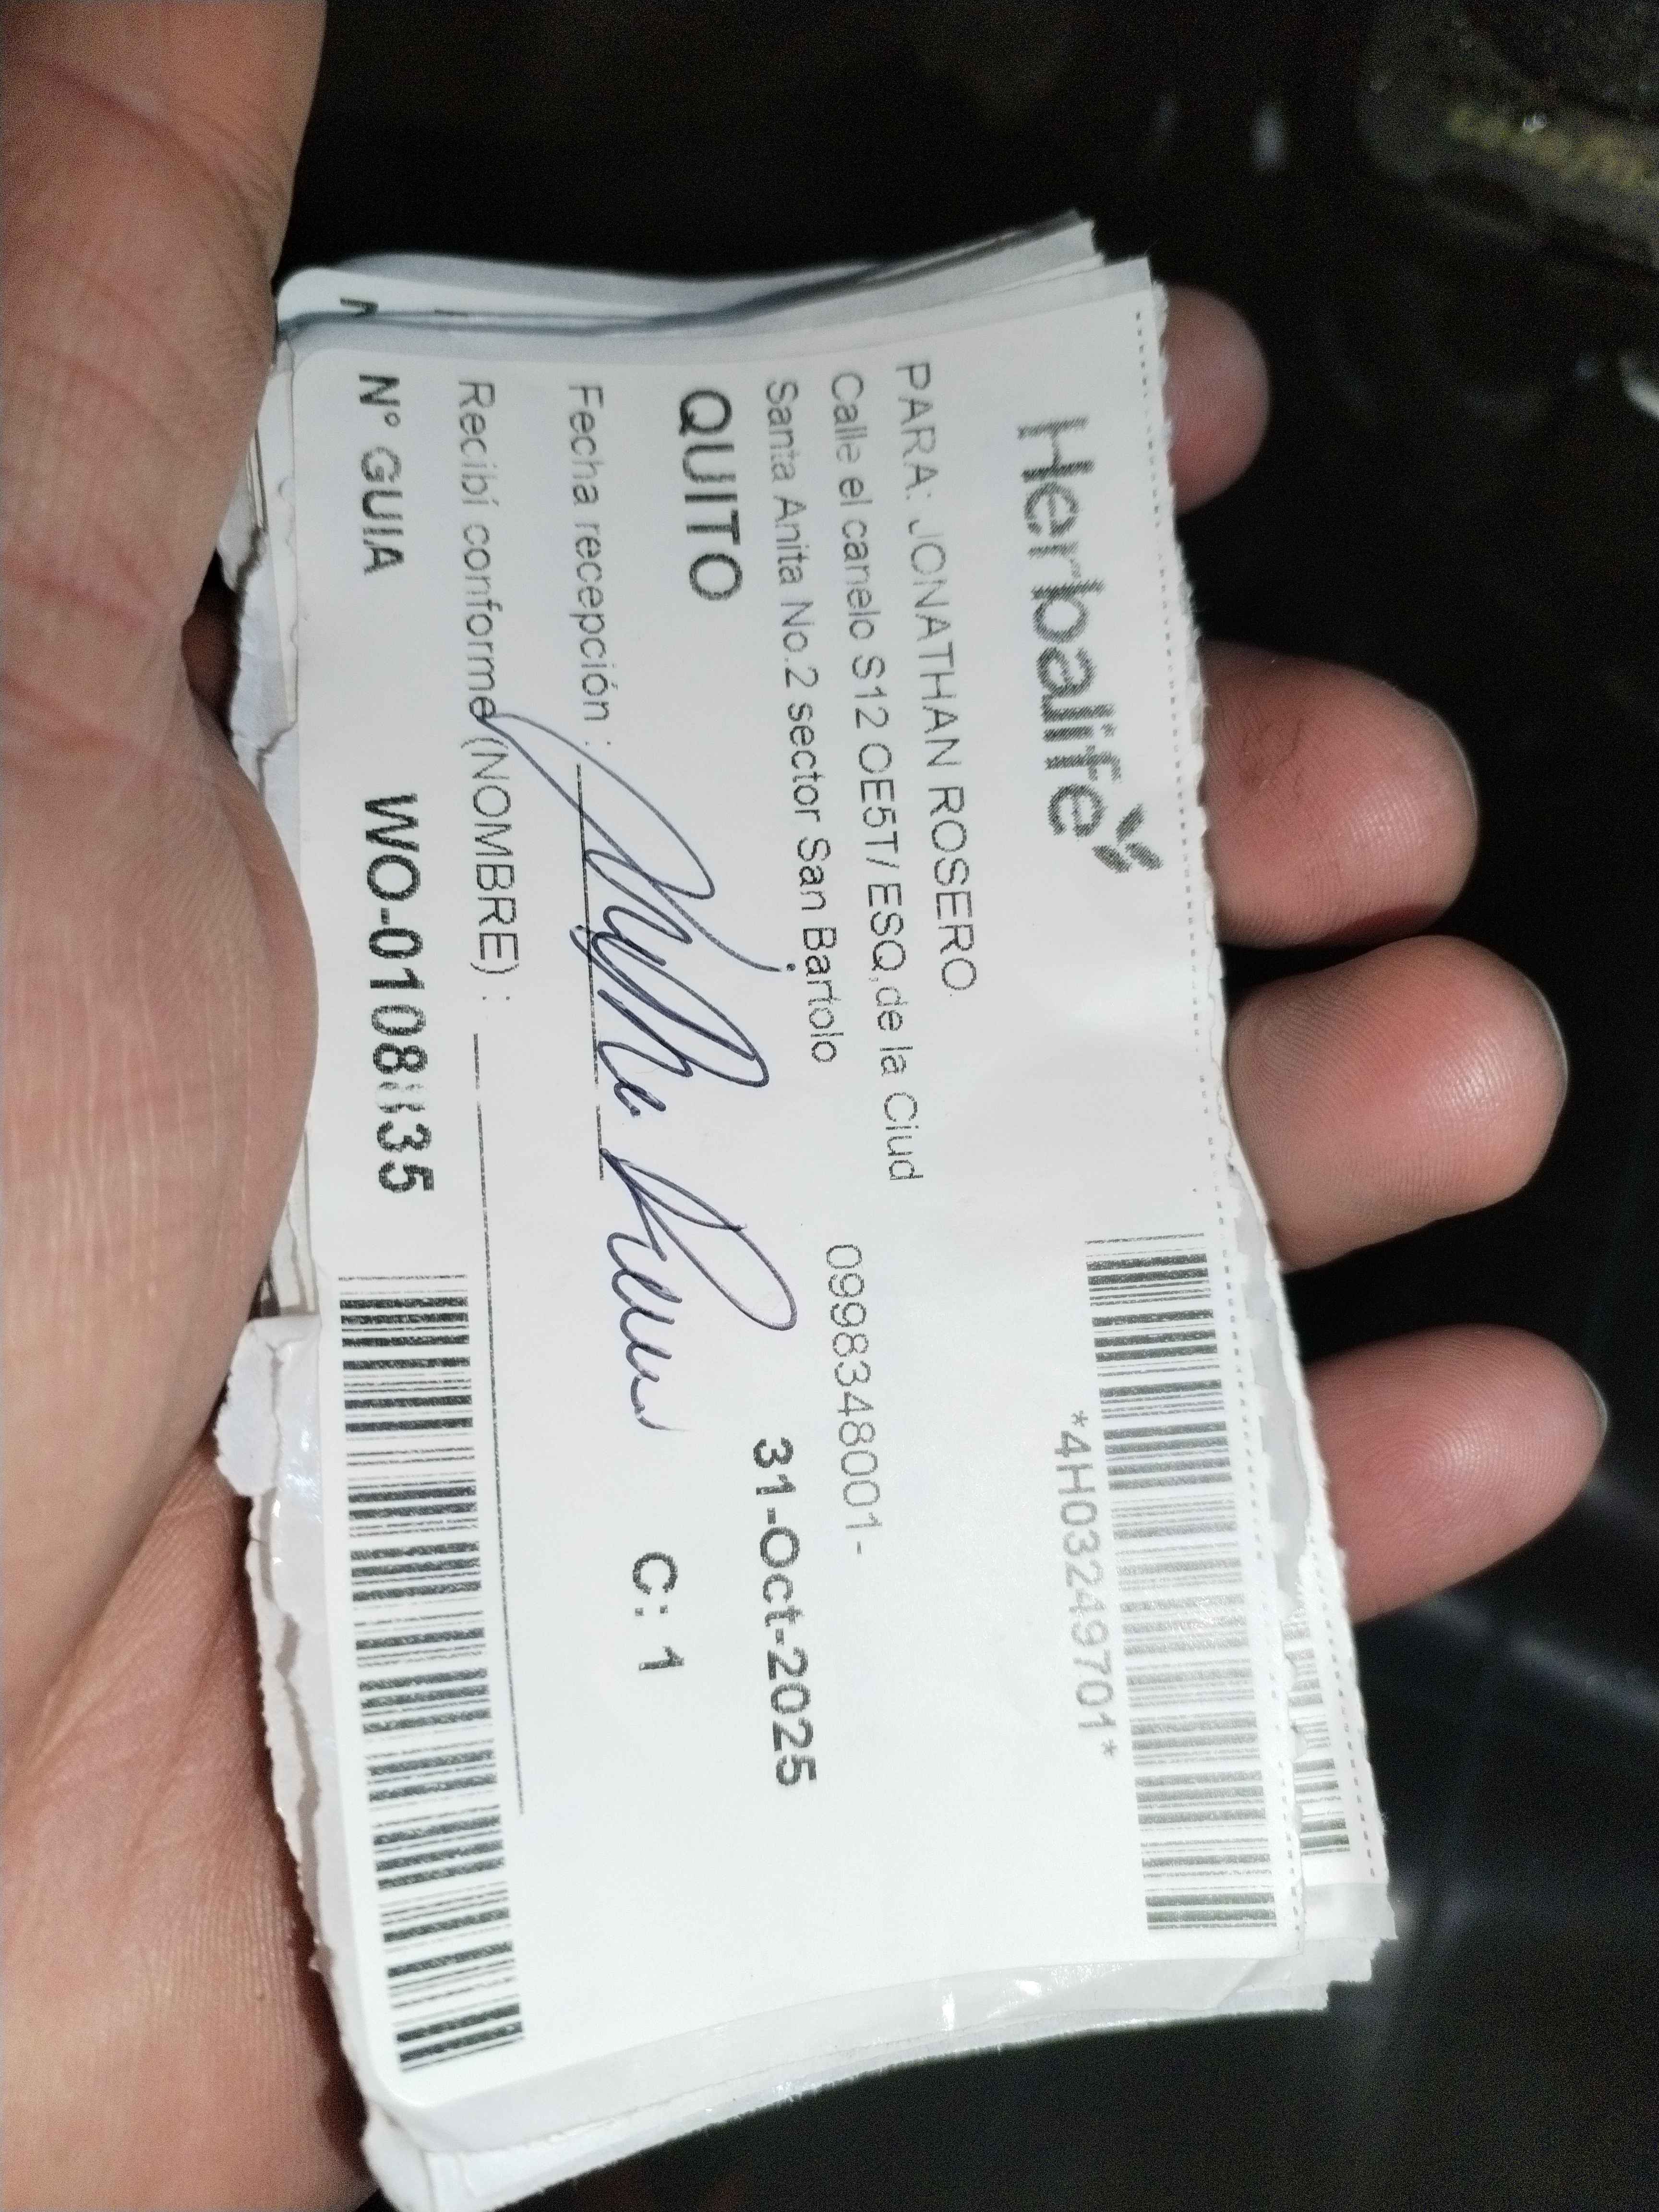 Herbalife
*4H03249701*
PARA: JONATHAN ROSERO
Calle el canelo S12 OE5T/ ESQ,de la Ciud
Santa Anita No.2 sector San Bartolo
0998348001-
QUITO
31-Oct-2025
Fecha recepción :
C: 1
Recibí conforme(NOMBRE) :
Nº GUIA